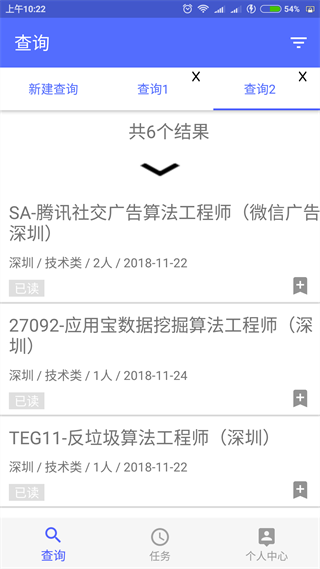 上午10:22
54%
查询
新建查询
查询1
X
查询2
X
共6个结果
SA-腾讯社交广告算法工程师（微信广告
深圳）
深圳 / 技术类 / 2人 / 2018-11-22
已读
27092-应用宝数据挖掘算法工程师（深
圳）
深圳 / 技术类 / 1人 / 2018-11-24
已读
TEG11-反垃圾算法工程师（深圳）
深圳 / 技术类 / 1人 / 2018-11-22
已读
查询
任务
个人中心